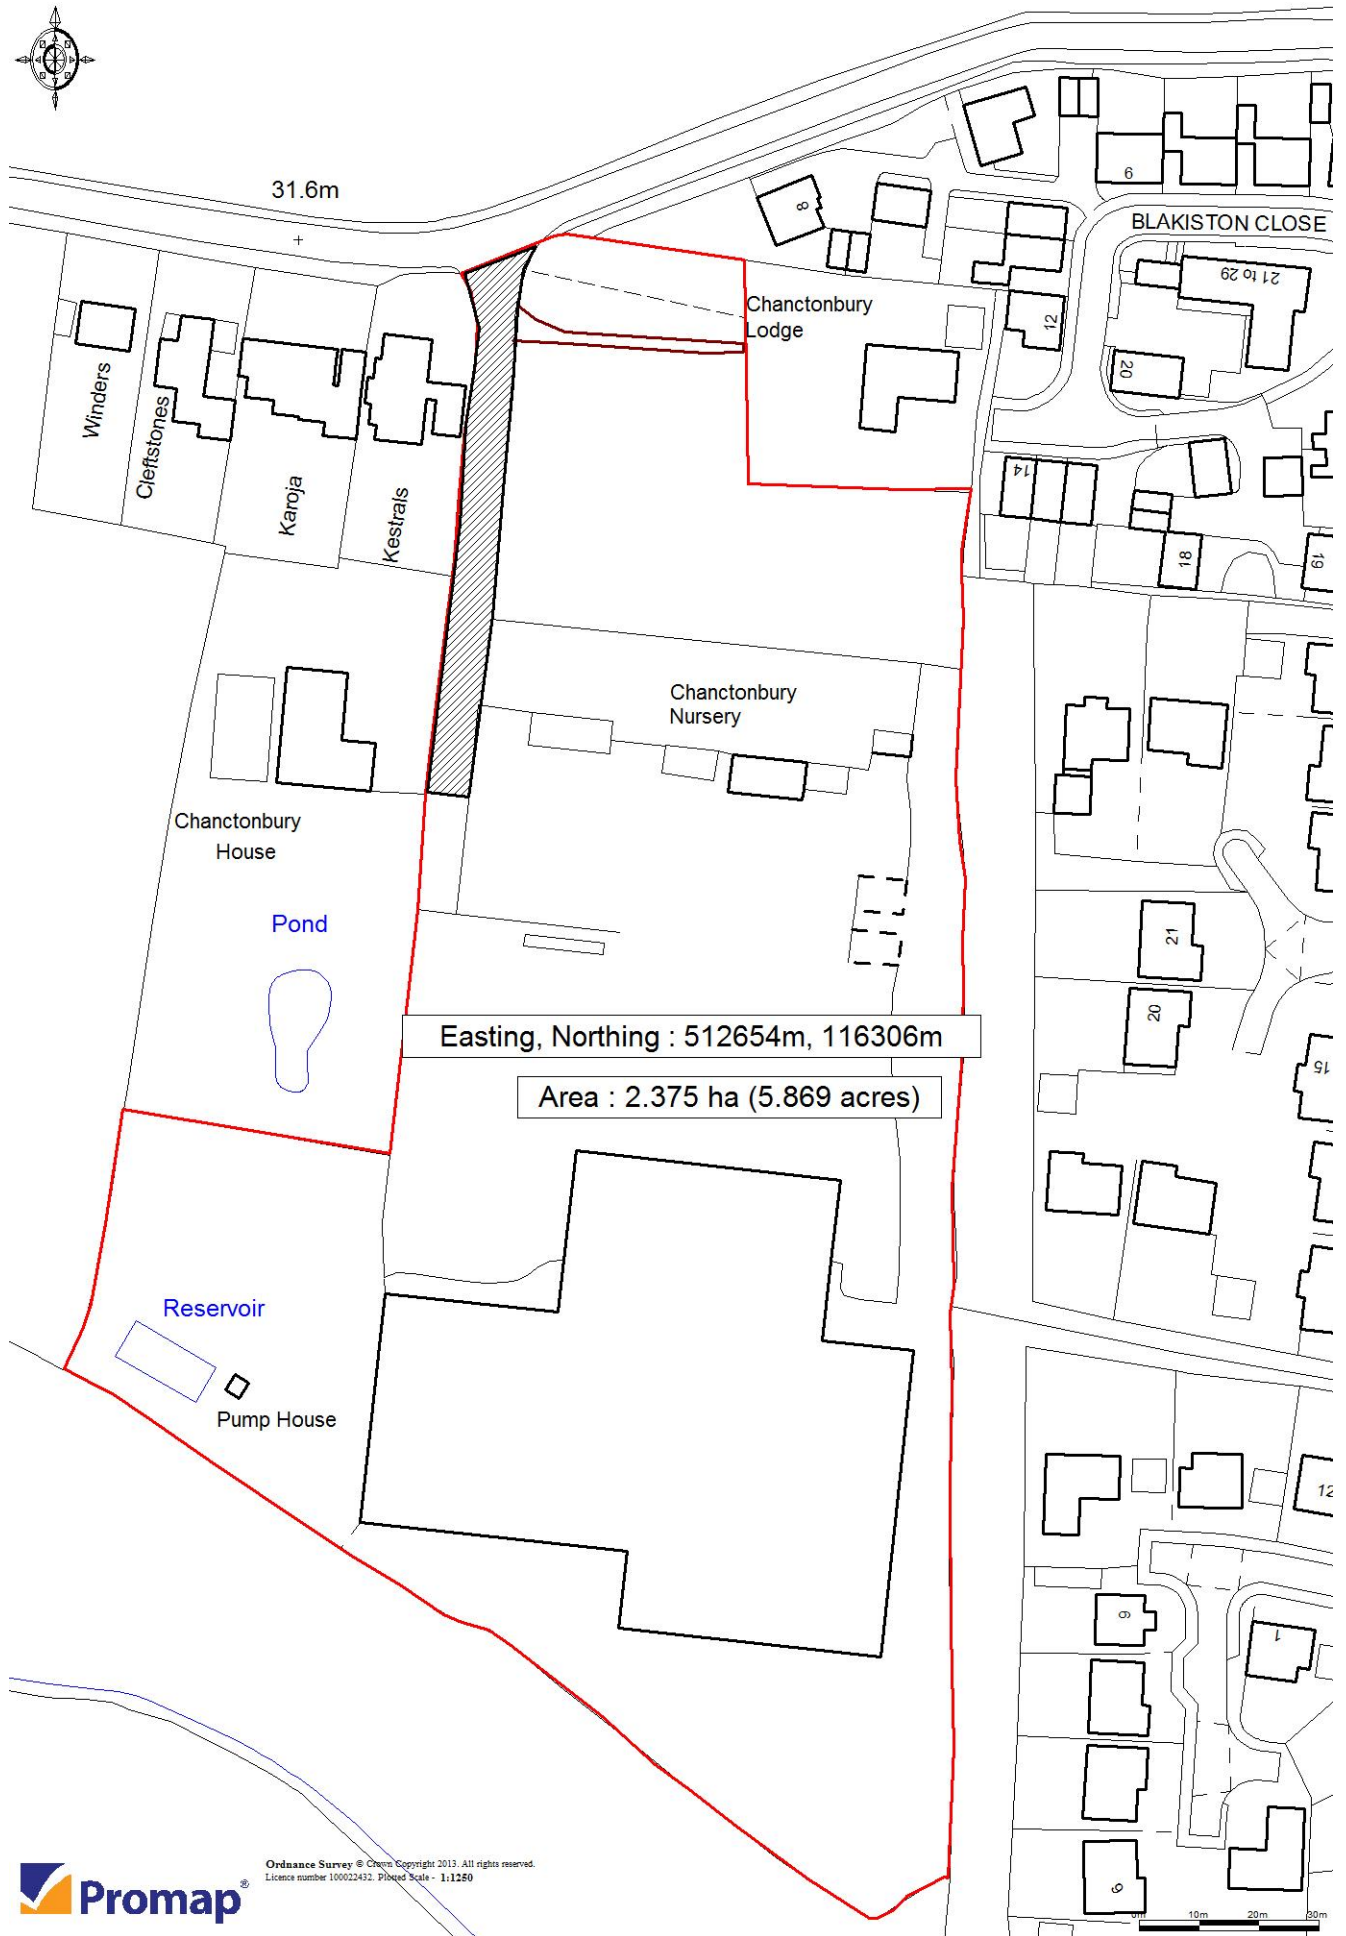 31.6m
8
9
BLAKISTON CLOSE
21 to 29
Chanctonbury
Lodge
12
20
Winders
Cleftstones
Karoja
Kestrals
14
18
19
Chanctonbury
Nursery
Chanctonbury
House
Pond
21
20
Easting, Northing : 512654m, 116306m
Area : 2.375 ha (5.869 acres)
15
Reservoir
Pump House
12
6
1
9
Promap®
Ordnance Survey © Crown Copyright 2013. All rights reserved.
Licence number 100022432. Plotted Scale - 1:1250
0m 10m 20m 30m